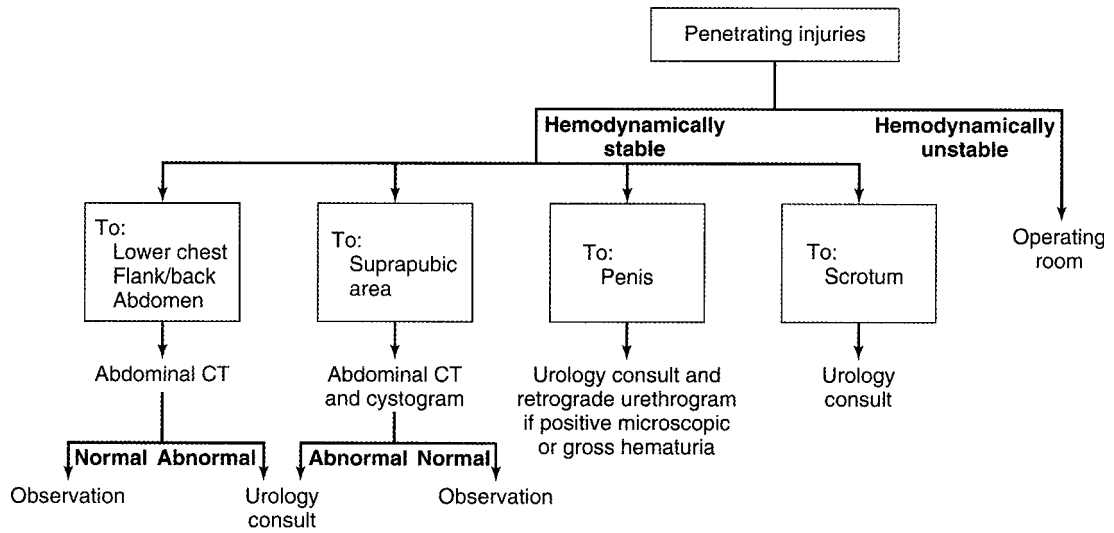 Penetrating injuries
Hemodynamically
stable
Hemodynamically
unstable
To:
Lower chest
Flank/back
Abdomen
To:
Suprapubic
area
To:
Penis
To:
Scrotum
Operating
room
Abdominal CT
Abdominal CT
and cystogram
Urology consult and
retrograde urethrogram
if positive microscopic
or gross hematuria
Urology
consult
Normal Abnormal
Abnormal Normal
Observation
Urology
consult
Observation